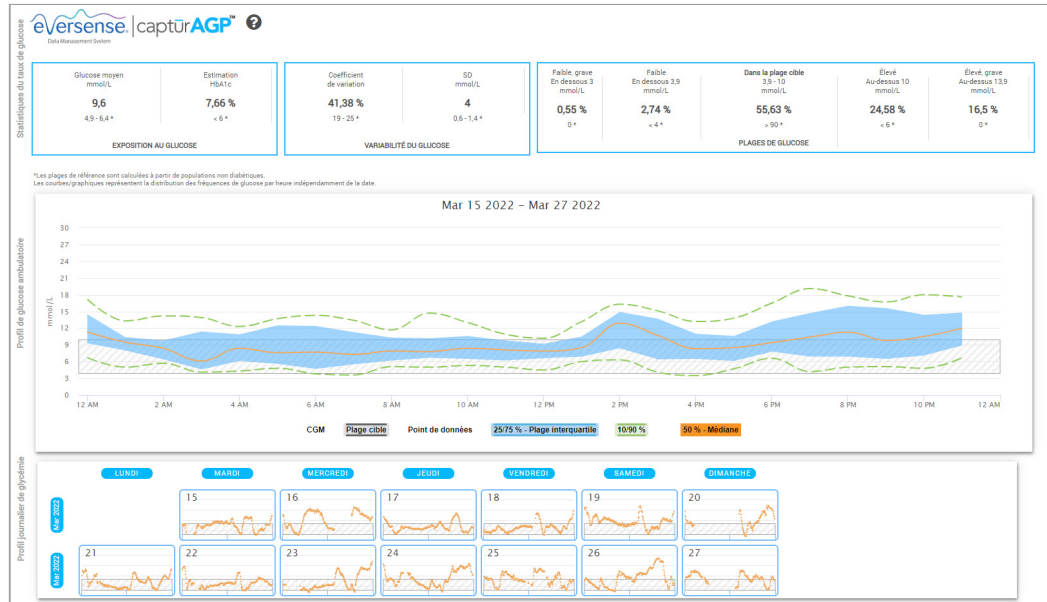 eversense. | captūrAGP™ ?
Data Management System
Statistiques du taux de glucose
Glucose moyen
mmol/L
9,6
4,9 - 6,4 *
Estimation
HbA1c
7,66 %
< 6 *
EXPOSITION AU GLUCOSE
Coefficient
de variation
41,38 %
19 - 25 *
SD
mmol/L
4
0,6 - 1,4 *
VARIABILITÉ DU GLUCOSE
Faible, grave
En dessous 3
mmol/L
0,55 %
0 *
Faible
En dessous 3,9
mmol/L
2,74 %
< 4 *
Dans la plage cible
3,9 - 10
mmol/L
55,63 %
> 90 *
Élevé
Au-dessus 10
mmol/L
24,58 %
< 6 *
Élevé, grave
Au-dessus 13,9
mmol/L
16,5 %
0 *
PLAGES DE GLUCOSE
*Les plages de référence sont calculées à partir de populations non diabétiques.
Les courbes/graphiques représentent la distribution des fréquences de glucose par heure indépendamment de la date.
Profil de glucose ambulatoire
Mar 15 2022 – Mar 27 2022
mmol/L
30
27
24
21
18
15
12
9
6
3
0
12 AM 2 AM 4 AM 6 AM 8 AM 10 AM 12 PM 2 PM 4 PM 6 PM 8 PM 10 PM 12 AM
CGM Plage cible Point de données 25/75 % - Plage interquartile 10/90 % 50 % - Médiane
Profil journalier de glycémie
LUNDI MARDI MERCREDI JEUDI VENDREDI SAMEDI DIMANCHE
Mar 2022
15 16 17 18 19 20
Mar 2022
21 22 23 24 25 26 27